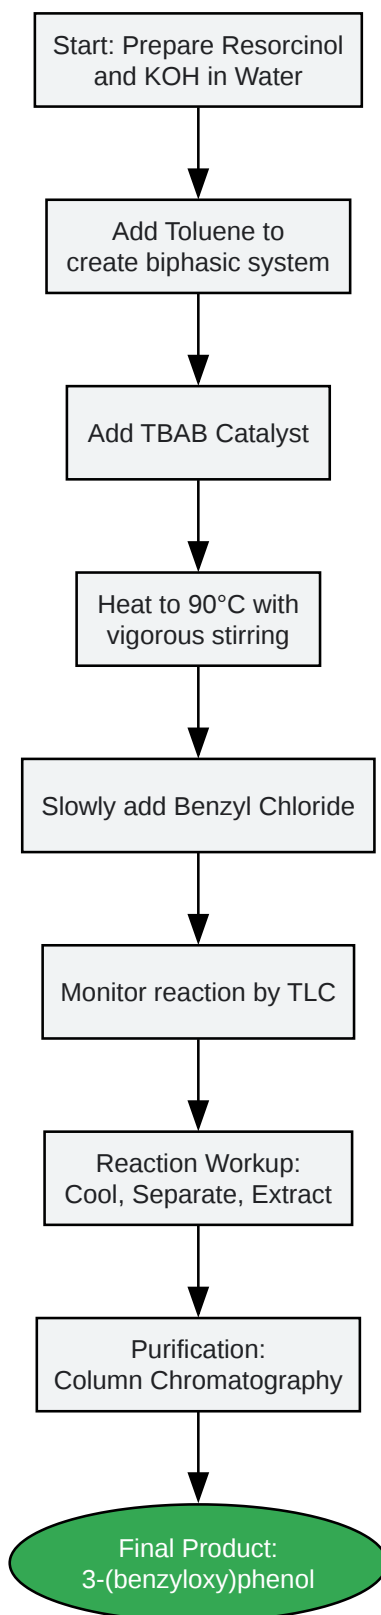 Start: Prepare Resorcinol
and KOH in Water
Add Toluene to
create biphasic system
Add TBAB Catalyst
Heat to 90°C with
vigorous stirring
Slowly add Benzyl Chloride
Monitor reaction by TLC
Reaction Workup:
Cool, Separate, Extract
Purification:
Column Chromatography
Final Product:
3-(benzyloxy)phenol